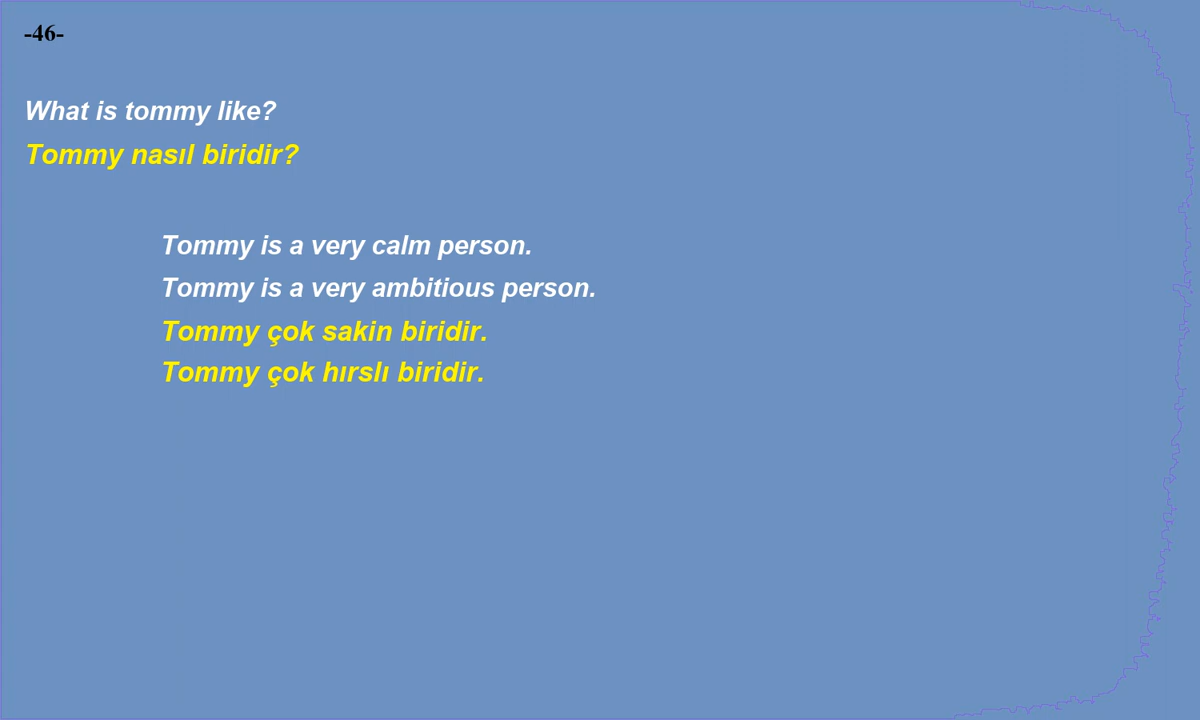 -46-
What is tommy like?
Tommy nasıl biridir?
Tommy is a very calm person.
Tommy is a very ambitious person.
Tommy çok sakin biridir.
Tommy çok hırslı biridir.